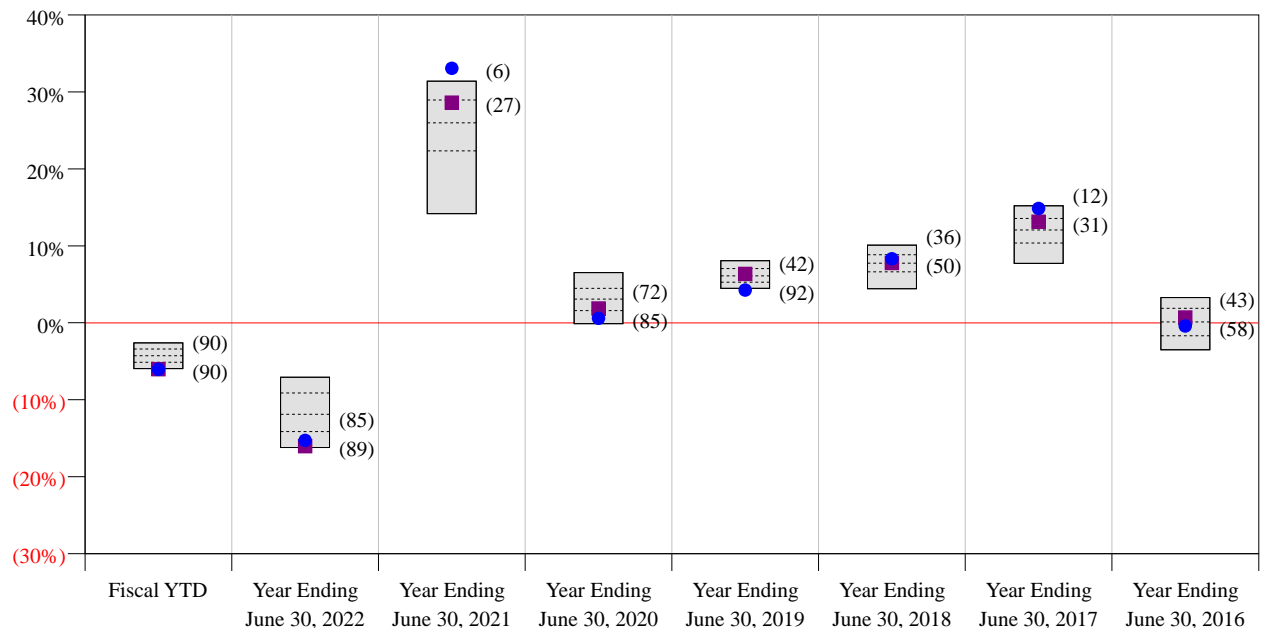 40%
30%
20%
10%
0%
(10%)
(20%)
(30%)
(90)
(90)
(85)
(89)
(6)
(27)
(72)
(85)
(42)
(92)
(36)
(50)
(12)
(31)
(43)
(58)
Fiscal YTD
Year Ending
June 30, 2022
Year Ending
June 30, 2021
Year Ending
June 30, 2020
Year Ending
June 30, 2019
Year Ending
June 30, 2018
Year Ending
June 30, 2017
Year Ending
June 30, 2016